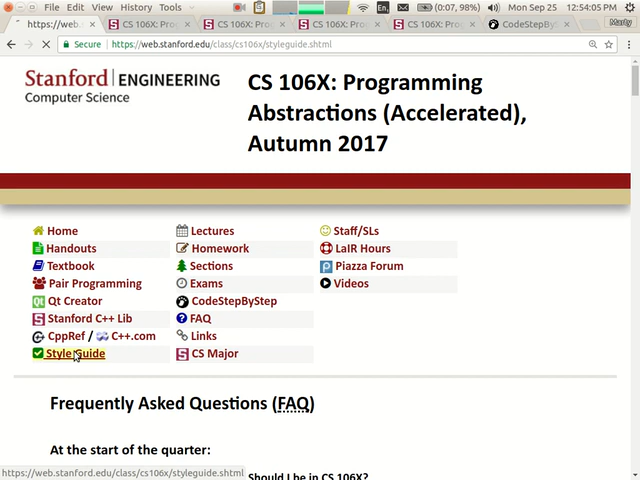 File Edit View History Tools
En
(0:07, 98%)
Mon Sep 25 12:54:05 PM
https://web.
CS 106X: Prog
CS 106X: Prog
CS 106X: Prog
CS 106X: Prog
CodeStepBy
Marty
Secure
https://web.stanford.edu/class/cs106x/styleguide.shtml
Stanford ENGINEERING
Computer Science
CS 106X: Programming
Abstractions (Accelerated),
Autumn 2017
Home
Handouts
Textbook
Pair Programming
Qt Creator
Stanford C++ Lib
CppRef / C++.com
Style Guide
Lectures
Homework
Sections
Exams
CodeStepByStep
FAQ
Links
CS Major
Staff/SLs
LaIR Hours
Piazza Forum
Videos
Frequently Asked Questions (FAQ)
At the start of the quarter:
Should I be in CS 106X?
https://web.stanford.edu/class/cs106x/styleguide.shtml